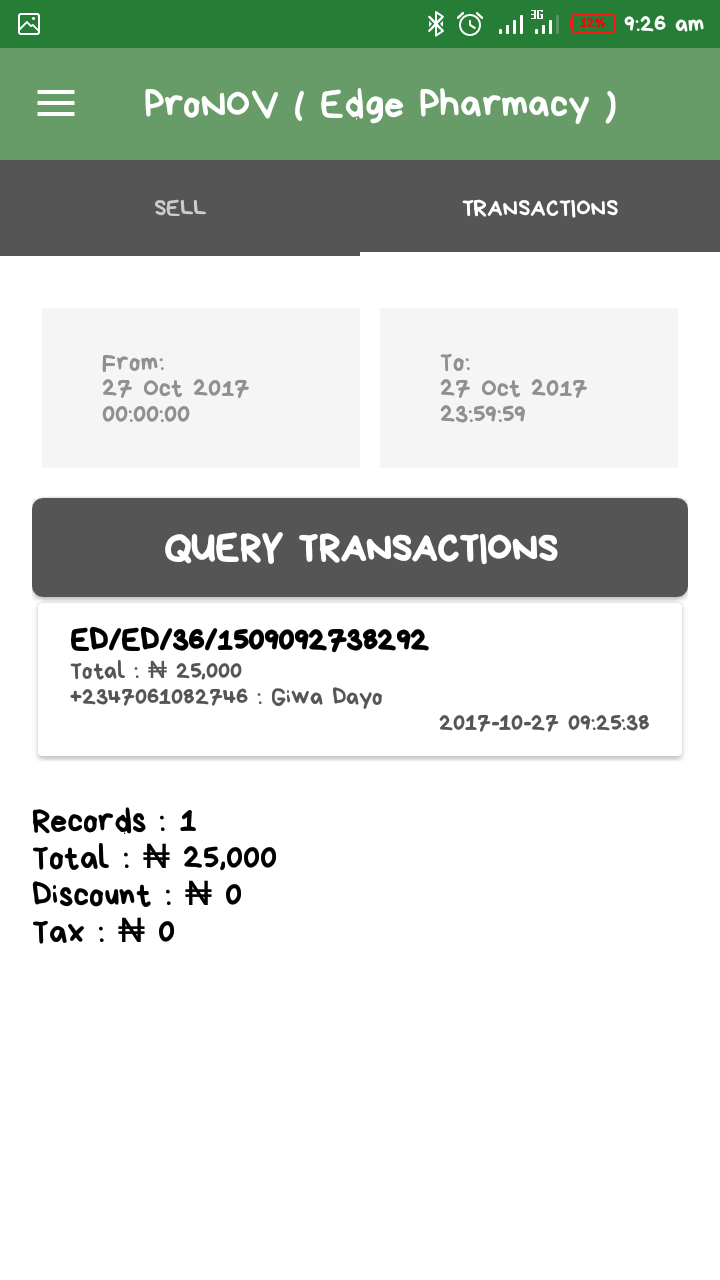 3G 12% 9:26 am
ProNOV ( Edge Pharmacy )
SELL TRANSACTIONS
From:
27 Oct 2017
00:00:00
To:
27 Oct 2017
23:59:59
QUERY TRANSACTIONS
ED/ED/36/1509092738292
Total : ₦ 25,000
+2347061082746 : Giwa Dayo
2017-10-27 09:25:38
Records : 1
Total : ₦ 25,000
Discount : ₦ 0
Tax : ₦ 0